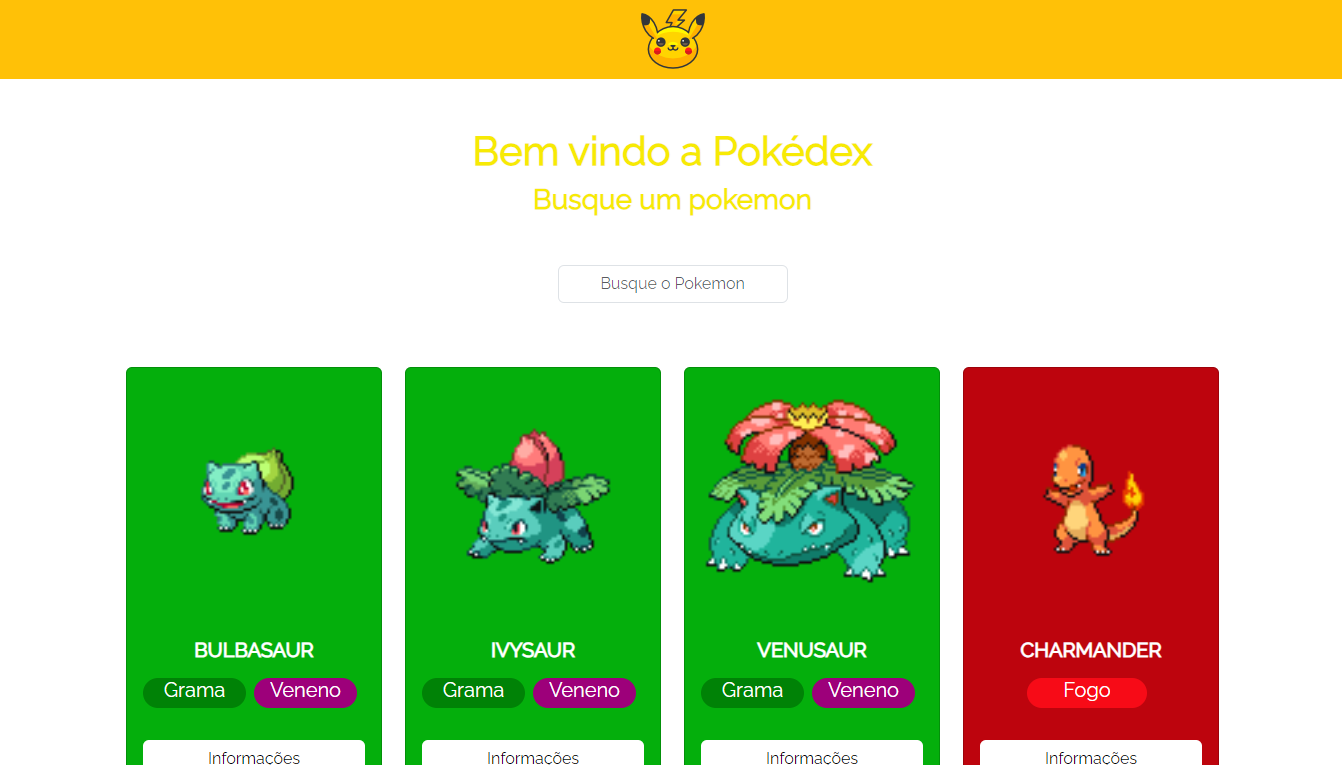 Bem vindo a Pokédex
Busque um pokemon
Busque o Pokemon
BULBASAUR
Grama Veneno
Informações
IVYSAUR
Grama Veneno
Informações
VENUSAUR
Grama Veneno
Informações
CHARMANDER
Fogo
Informações